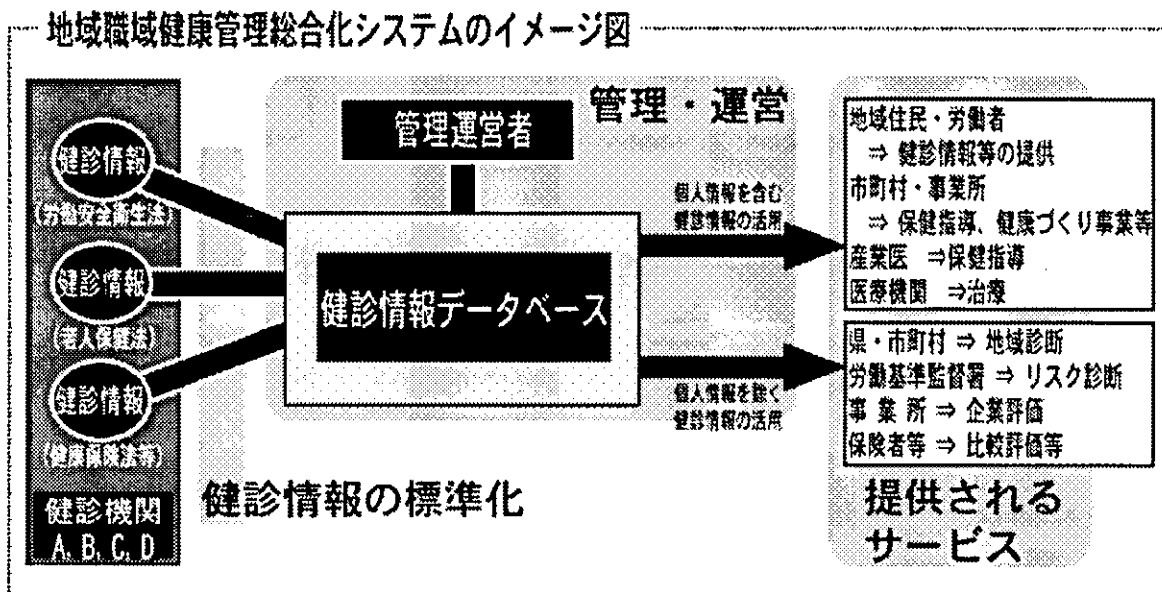 地域職域健康管理総合化システムのイメージ図
健診情報
(労働安全衛生法)
健診情報
(老人保健法)
健診情報
(健康保険法等)
健診機関
A, B, C, D
健診情報の標準化
管理・運営
管理運営者
健診情報データベース
個人情報を含む
健診情報の活用
個人情報を除く
健診情報の活用
地域住民・労働者
⇒ 健診情報等の提供
市町村・事業所
⇒ 保健指導、健康づくり事業等
産業医 ⇒保健指導
医療機関 ⇒治療
県・市町村 ⇒ 地域診断
労働基準監督署 ⇒ リスク診断
事 業 所 ⇒ 企業評価
保険者等 ⇒ 比較評価等
提供される
サービス